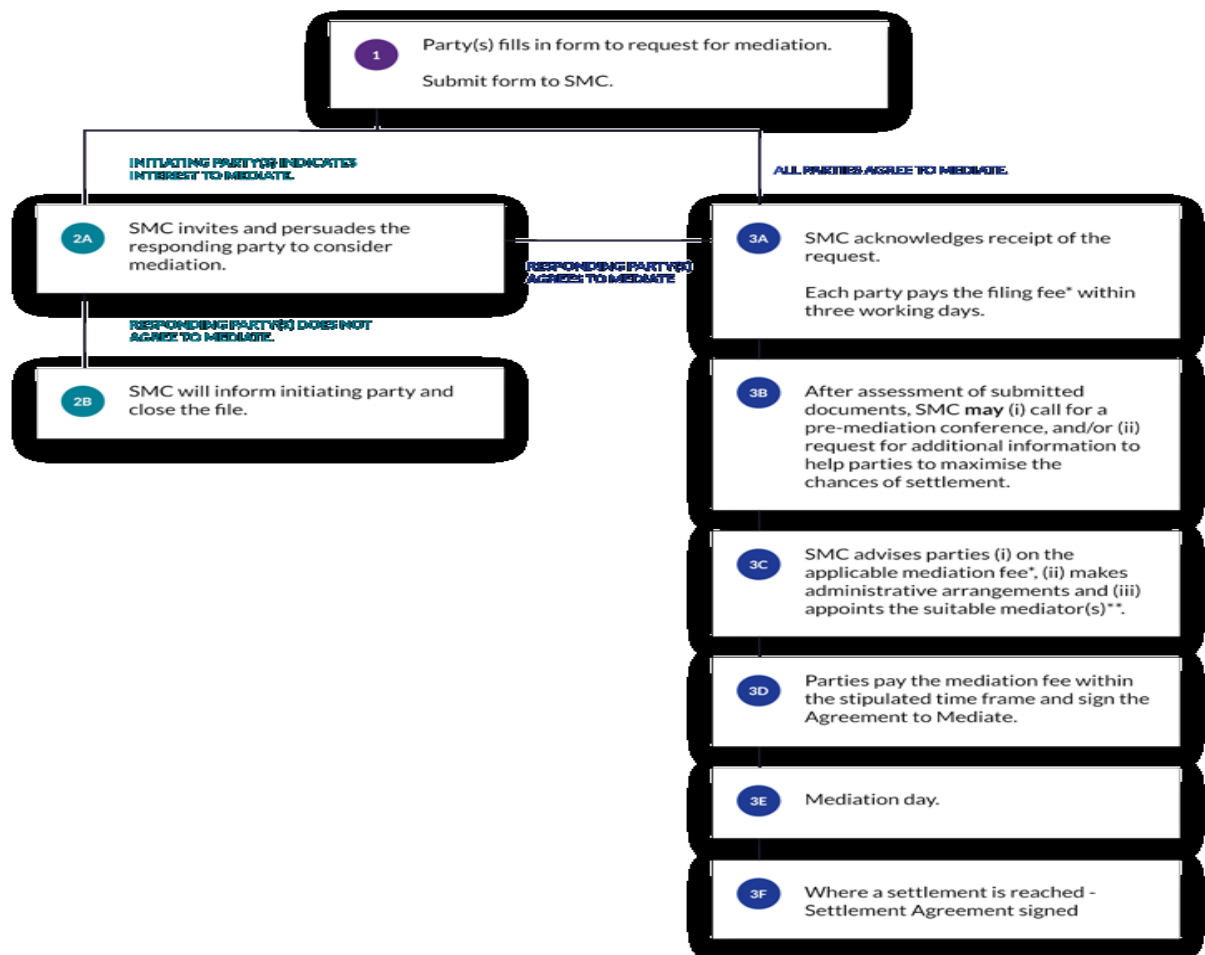 1
Party(s) fills in form to request for mediation.
Submit form to SMC.
INITIATING PARTY(S) INDICATES
INTEREST TO MEDIATE.
ALL PARTIES AGREE TO MEDIATE.
2A
SMC invites and persuades the
responding party to consider
mediation.
RESPONDING PARTY(S)
AGREES TO MEDIATE
RESPONDING PARTY(S) DOES NOT
AGREE TO MEDIATE.
2B
SMC will inform initiating party and
close the file.
3A
SMC acknowledges receipt of the
request.
Each party pays the filing fee* within
three working days.
3B
After assessment of submitted
documents, SMC may (i) call for a
pre-mediation conference, and/or (ii)
request for additional information to
help parties to maximise the
chances of settlement.
3C
SMC advises parties (i) on the
applicable mediation fee*, (ii) makes
administrative arrangements and (iii)
appoints the suitable mediator(s)**.
3D
Parties pay the mediation fee within
the stipulated time frame and sign the
Agreement to Mediate.
3E
Mediation day.
3F
Where a settlement is reached -
Settlement Agreement signed